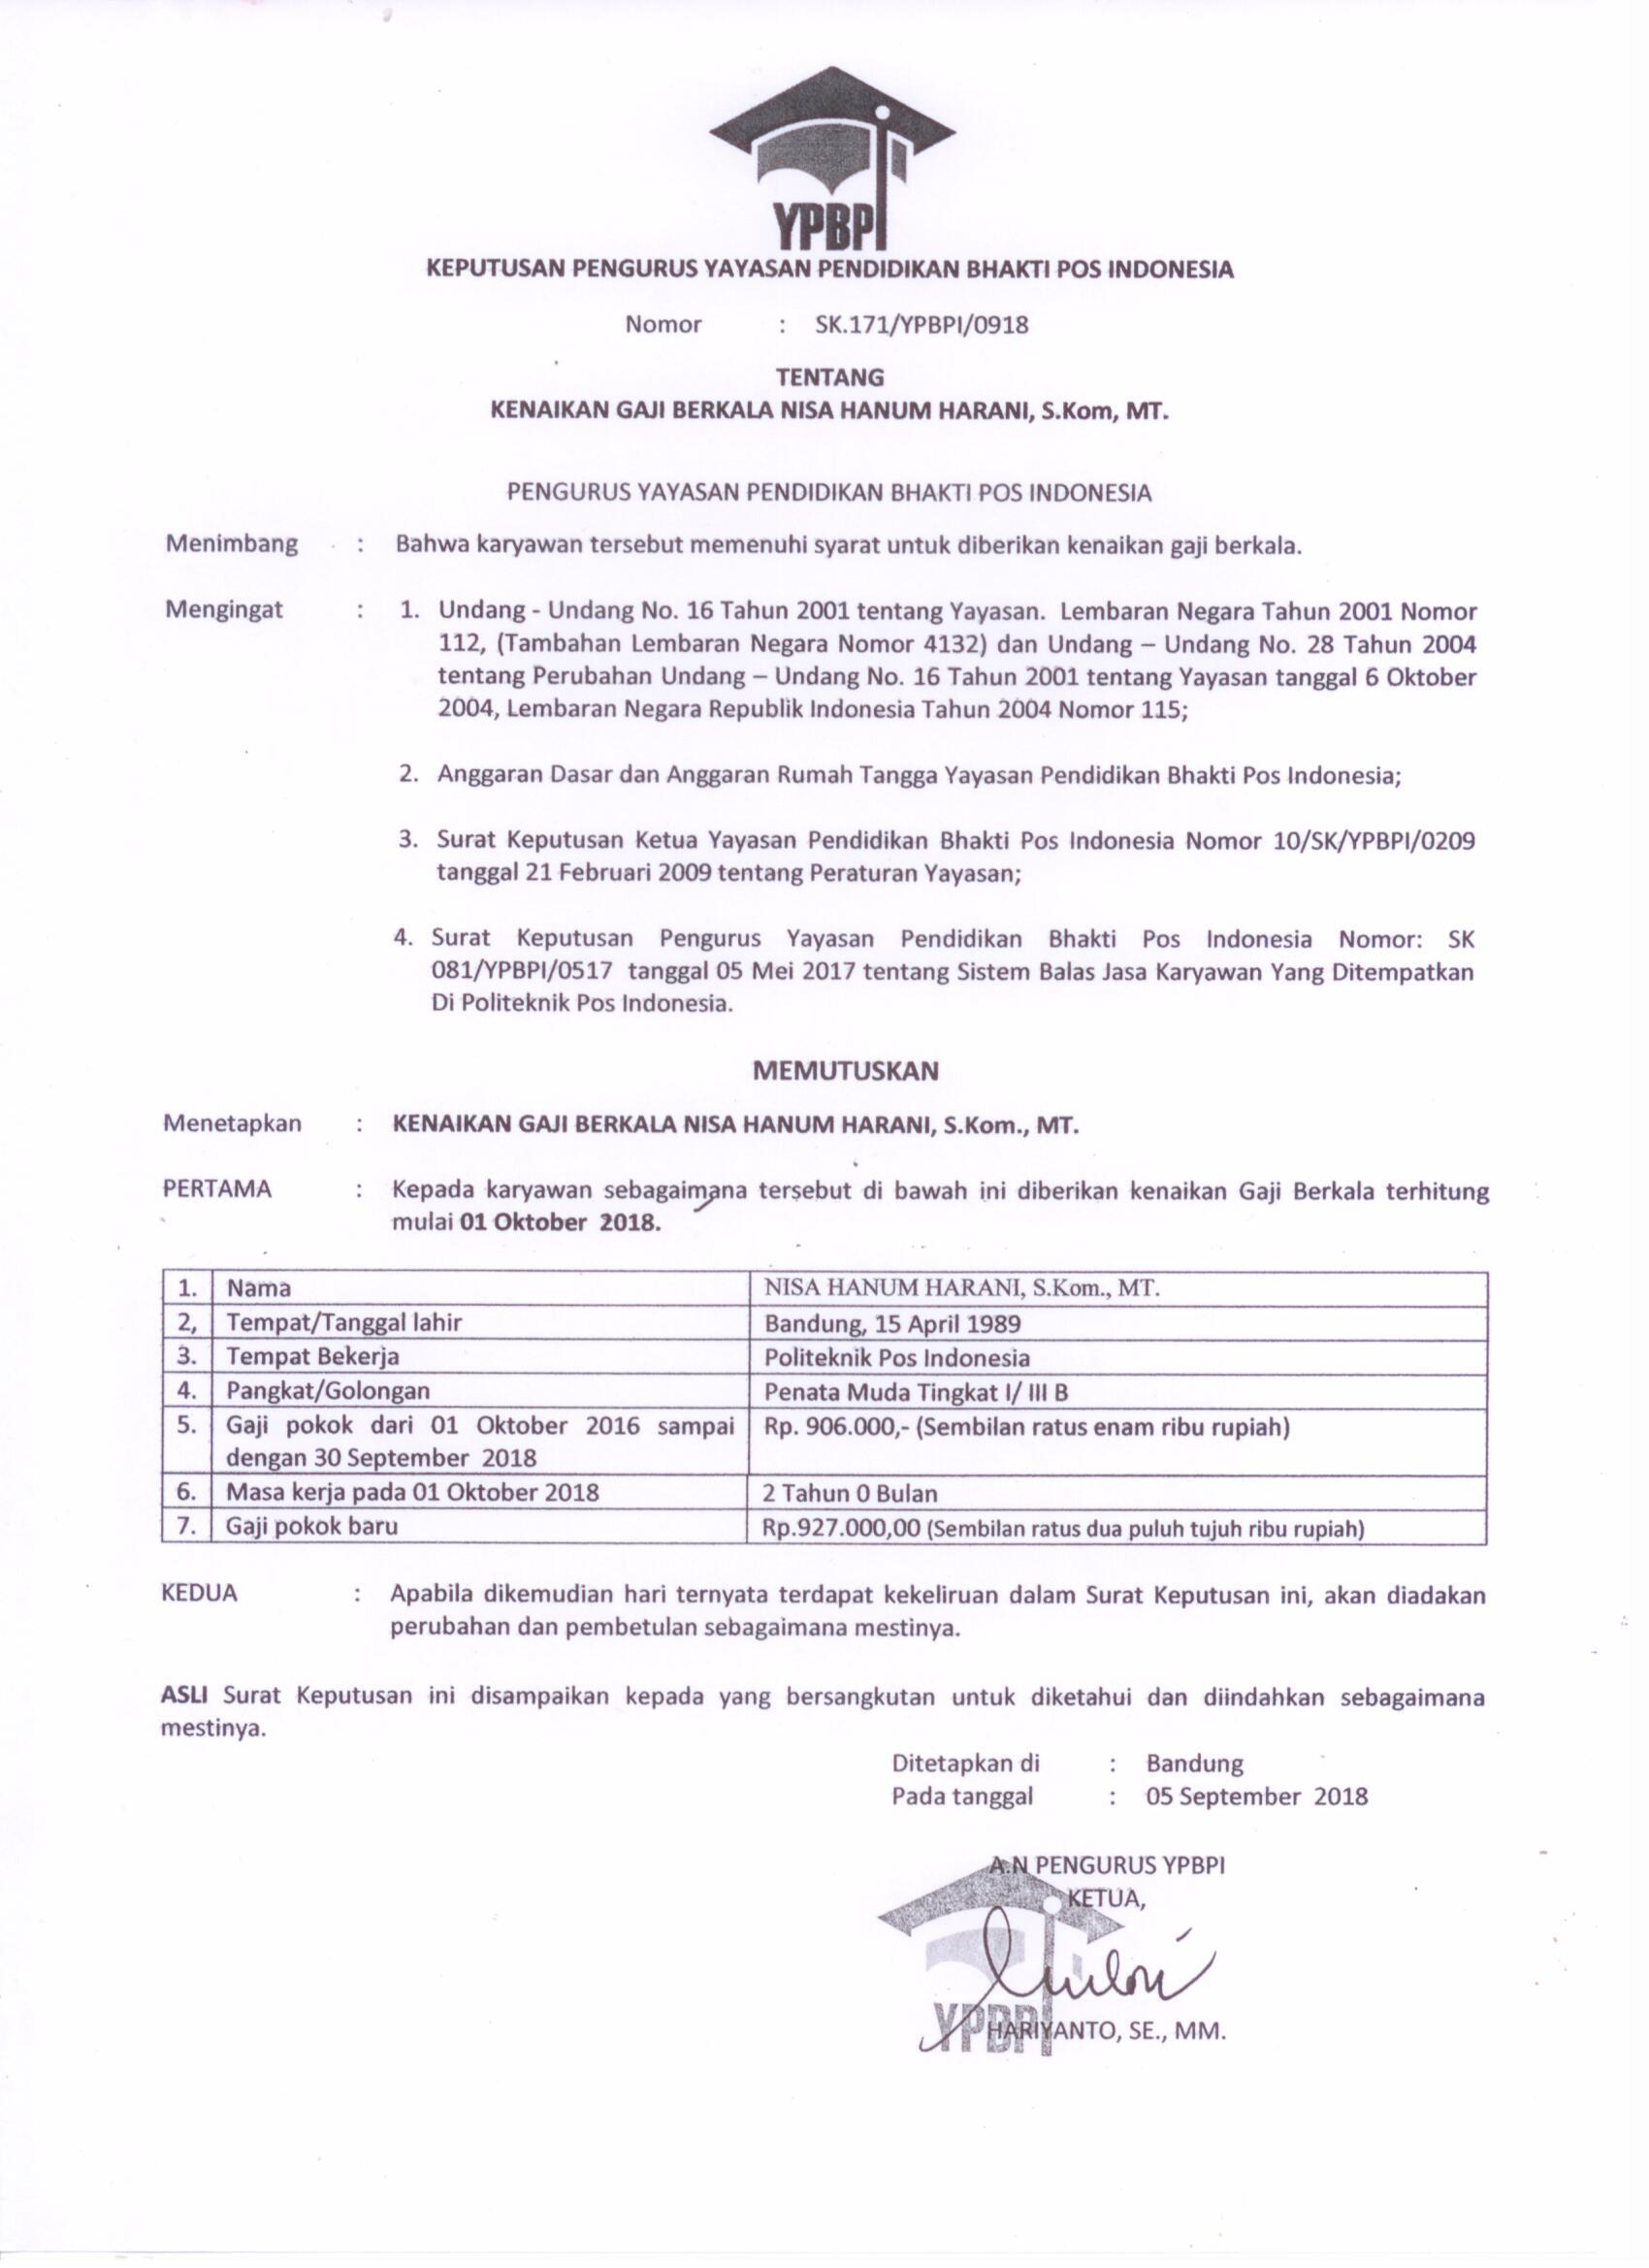 YPBPI
KEPUTUSAN PENGURUS YAYASAN PENDIDIKAN BHAKTI POS INDONESIA
Nomor : SK.171/YPBPI/0918
TENTANG
KENAIKAN GAJI BERKALA NISA HANUM HARANI, S.Kom, MT.
PENGURUS YAYASAN PENDIDIKAN BHAKTI POS INDONESIA
Menimbang : Bahwa karyawan tersebut memenuhi syarat untuk diberikan kenaikan gaji berkala.
Mengingat : 1. Undang - Undang No. 16 Tahun 2001 tentang Yayasan. Lembaran Negara Tahun 2001 Nomor
112, (Tambahan Lembaran Negara Nomor 4132) dan Undang – Undang No. 28 Tahun 2004
tentang Perubahan Undang – Undang No. 16 Tahun 2001 tentang Yayasan tanggal 6 Oktober
2004, Lembaran Negara Republik Indonesia Tahun 2004 Nomor 115;
2. Anggaran Dasar dan Anggaran Rumah Tangga Yayasan Pendidikan Bhakti Pos Indonesia;
3. Surat Keputusan Ketua Yayasan Pendidikan Bhakti Pos Indonesia Nomor 10/SK/YPBPI/0209
tanggal 21 Februari 2009 tentang Peraturan Yayasan;
4. Surat Keputusan Pengurus Yayasan Pendidikan Bhakti Pos Indonesia Nomor: SK
081/YPBPI/0517 tanggal 05 Mei 2017 tentang Sistem Balas Jasa Karyawan Yang Ditempatkan
Di Politeknik Pos Indonesia.
MEMUTUSKAN
Menetapkan : KENAIKAN GAJI BERKALA NISA HANUM HARANI, S.Kom., MT.
PERTAMA : Kepada karyawan sebagaimana tersebut di bawah ini diberikan kenaikan Gaji Berkala terhitung
mulai 01 Oktober 2018.
1. Nama NISA HANUM HARANI, S.Kom., MT.
2, Tempat/Tanggal lahir Bandung, 15 April 1989
3. Tempat Bekerja Politeknik Pos Indonesia
4. Pangkat/Golongan Penata Muda Tingkat I/ III B
5. Gaji pokok dari 01 Oktober 2016 sampai Rp. 906.000,- (Sembilan ratus enam ribu rupiah)
dengan 30 September 2018
6. Masa kerja pada 01 Oktober 2018 2 Tahun 0 Bulan
7. Gaji pokok baru Rp.927.000,00 (Sembilan ratus dua puluh tujuh ribu rupiah)
KEDUA : Apabila dikemudian hari ternyata terdapat kekeliruan dalam Surat Keputusan ini, akan diadakan
perubahan dan pembetulan sebagaimana mestinya.
ASLI Surat Keputusan ini disampaikan kepada yang bersangkutan untuk diketahui dan diindahkan sebagaimana
mestinya.
Ditetapkan di : Bandung
Pada tanggal : 05 September 2018
A.N PENGURUS YPBPI
KETUA,
YPBPI
HARIYANTO, SE., MM.